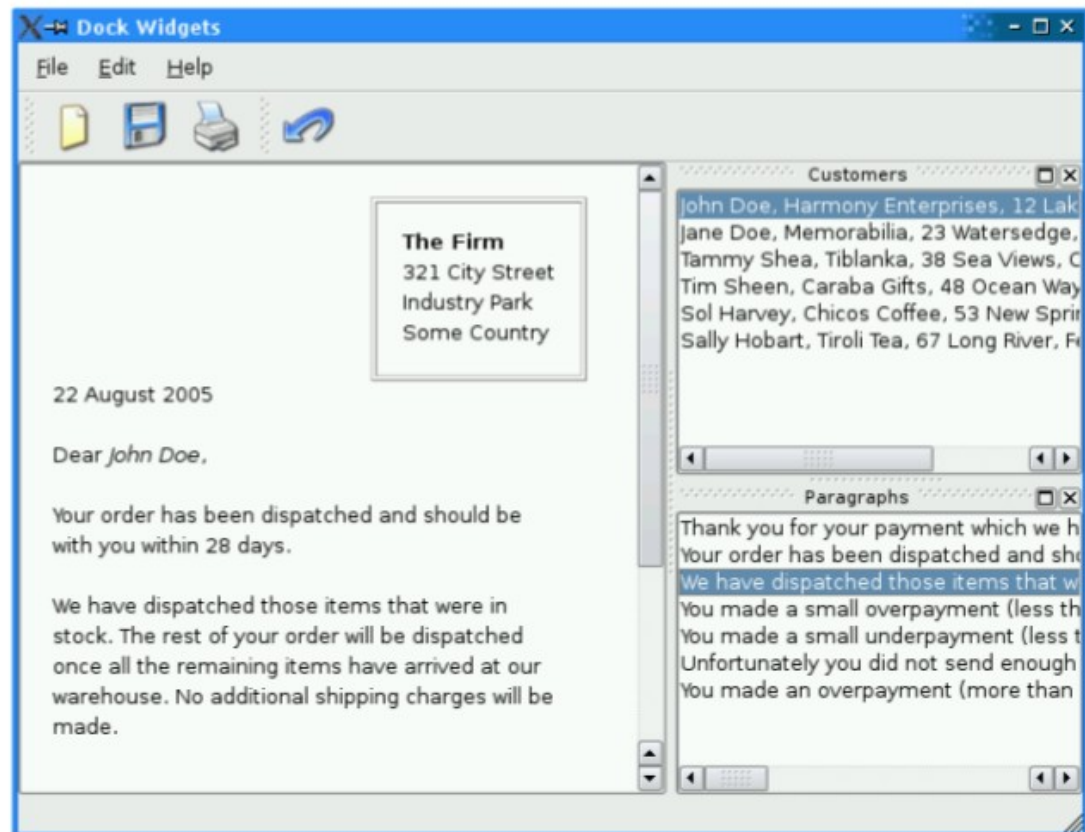 Dock Widgets
File Edit Help
The Firm
321 City Street
Industry Park
Some Country
22 August 2005
Dear John Doe,
Your order has been dispatched and should be
with you within 28 days.
We have dispatched those items that were in
stock. The rest of your order will be dispatched
once all the remaining items have arrived at our
warehouse. No additional shipping charges will be
made.
Customers
John Doe, Harmony Enterprises, 12 Lak
Jane Doe, Memorabilia, 23 Watersedge,
Tammy Shea, Tiblanka, 38 Sea Views, C
Tim Sheen, Caraba Gifts, 48 Ocean Way
Sol Harvey, Chicos Coffee, 53 New Sprin
Sally Hobart, Tiroli Tea, 67 Long River, Fe
Paragraphs
Thank you for your payment which we h
Your order has been dispatched and sho
We have dispatched those items that w
You made a small overpayment (less th
You made a small underpayment (less t
Unfortunately you did not send enough
You made an overpayment (more than